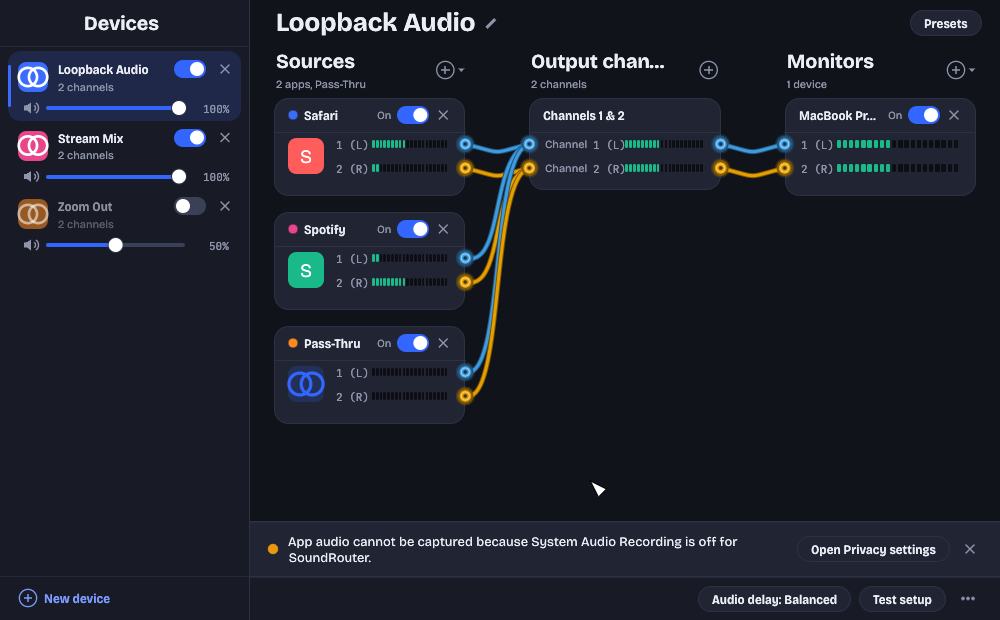 Devices
Loopback Audio
2 channels
100%
Stream Mix
2 channels
100%
Zoom Out
2 channels
50%
New device
Loopback Audio
Presets
Sources
2 apps, Pass-Thru
Output chan...
2 channels
Monitors
1 device
Safari On
S
1 (L)
2 (R)
Spotify On
S
1 (L)
2 (R)
Pass-Thru On
1 (L)
2 (R)
Channels 1 & 2
Channel 1 (L)
Channel 2 (R)
MacBook Pr... On
1 (L)
2 (R)
App audio cannot be captured because System Audio Recording is off for
SoundRouter.
Open Privacy settings
Audio delay: Balanced
Test setup